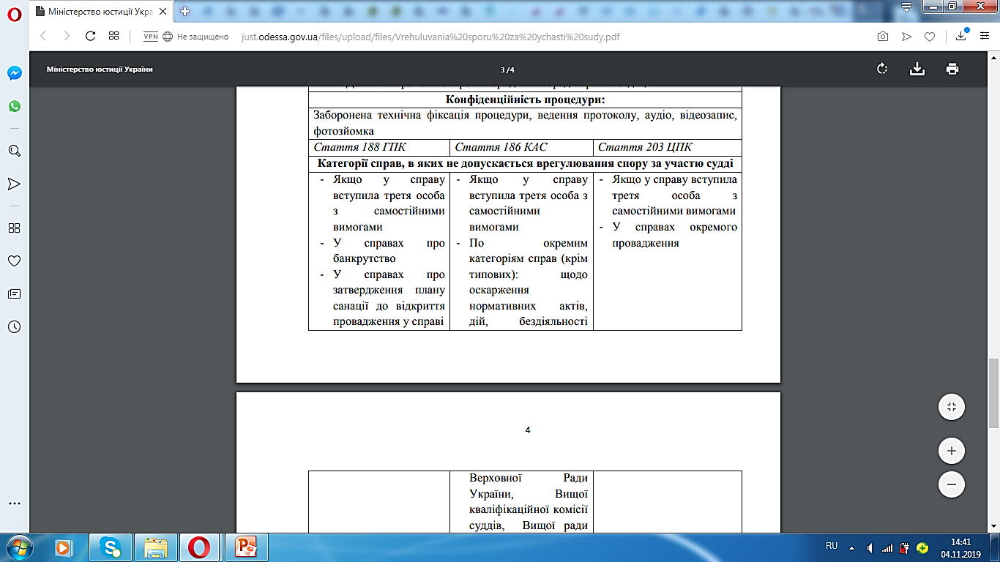 Міністерство юстиції Укра
VPN Не защищено just.odessa.gov.ua/files/upload/files/Vrehuluvania%20sporu%20za%20ychasti%20sudy.pdf
Міністерство юстиції України
3 /4
Конфіденційність процедури:
Заборонена технічна фіксація процедури, ведення протоколу, аудіо, відеозапис,
фотозйомка
Стаття 188 ГПК
Стаття 186 КАС
Стаття 203 ЦПК
Категорії справ, в яких не допускається врегулювання спору за участю судді
- Якщо у справу
вступила третя особа
з самостійними
вимогами
- У справах про
банкрутство
- У справах про
затвердження плану
санації до відкриття
провадження у справі
- Якщо у справу
вступила третя особа з
самостійними
вимогами
- По окремим
категоріям справ (крім
типових): щодо
оскарження
нормативних актів,
дій, бездіяльності
- Якщо у справу вступила
третя особа з
самостійними вимогами
- У справах окремого
провадження
4
Верховної Ради
України, Вищої
кваліфікаційної комісії
суддів, Вищої ради
RU
14:41
04.11.2019